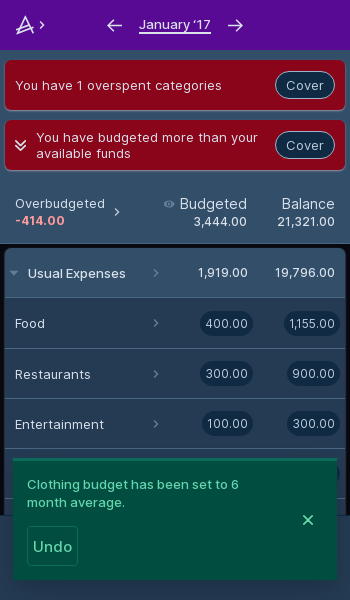 January ‘17
You have 1 overspent categories
Cover
You have budgeted more than your
available funds
Cover
Overbudgeted
-414.00
Budgeted
3,444.00
Balance
21,321.00
Usual Expenses 1,919.00 19,796.00
Food 400.00 1,155.00
Restaurants 300.00 900.00
Entertainment 100.00 300.00
Clothing budget has been set to 6
month average.
Undo